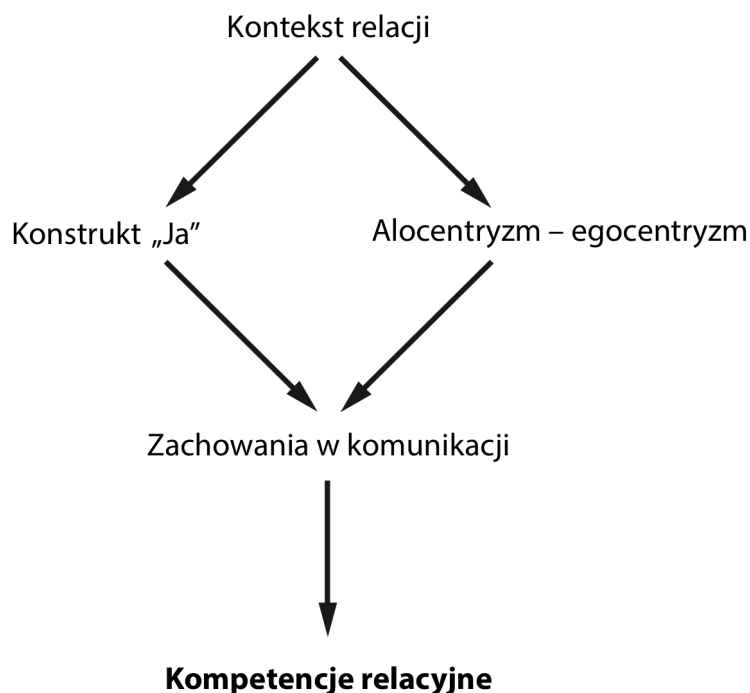 Kontekst relacji
Konstrukt „Ja”
Alocentryzm – egocentryzm
Zachowania w komunikacji
Kompetencje relacyjne